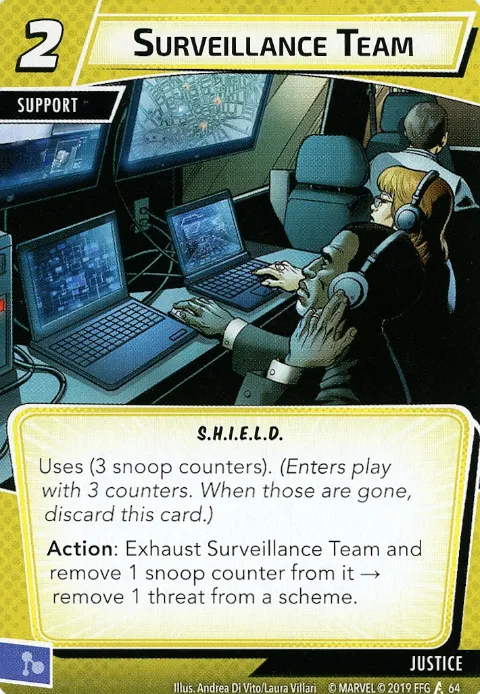 2
SURVEILLANCE TEAM
SUPPORT
S.H.I.E.L.D.
Uses (3 snoop counters). (Enters play
with 3 counters. When those are gone,
discard this card.)
Action: Exhaust Surveillance Team and
remove 1 snoop counter from it →
remove 1 threat from a scheme.
JUSTICE
Illus. Andrea Di Vito/Laura Villari © MARVEL © 2019 FFG 64